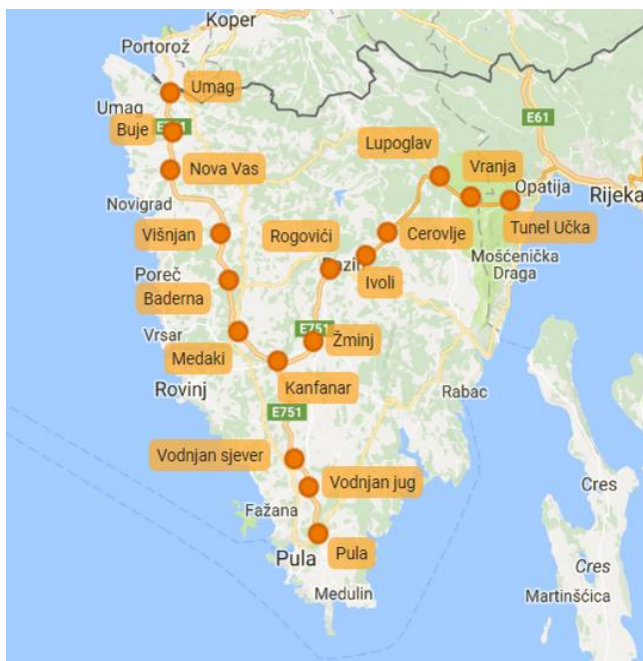 Koper
Portorož
Umag
Umag
E751
Buje
E61
Lupoglav
Vranja
Nova Vas
Opatija
Rijeka
Novigrad
Tunel Učka
Višnjan
Rogovići
Cerovlje
Pazin
Ivoli
Mošćenička
Draga
Poreč
Baderna
Vrsar
E751
Žminj
Medaki
Kanfanar
Rovinj
Rabac
E751
Vodnjan sjever
Vodnjan jug
Cres
Fažana
Pula
Pula
Cres
Medulin
Martinšćica